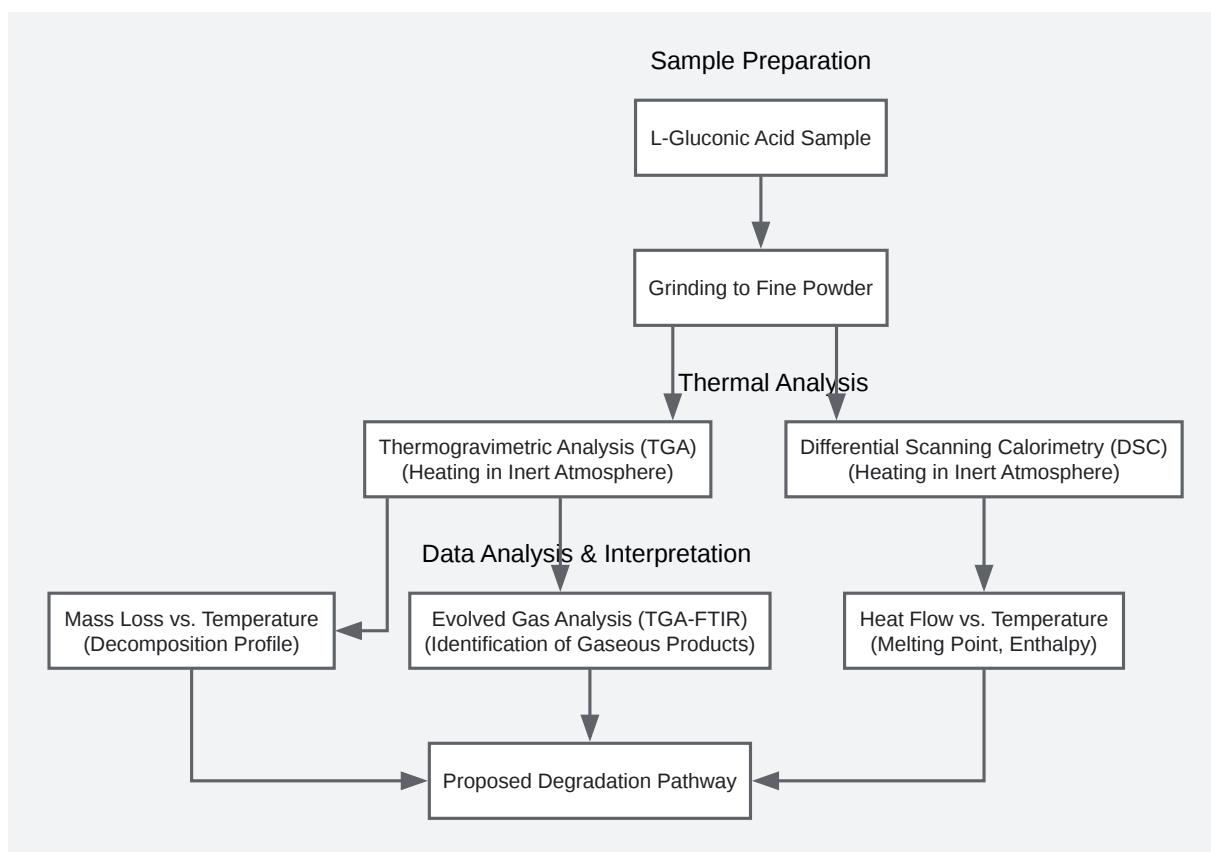 Sample Preparation
L-Gluconic Acid Sample
Grinding to Fine Powder
Thermal Analysis
Thermogravimetric Analysis (TGA)
(Heating in Inert Atmosphere)
Differential Scanning Calorimetry (DSC)
(Heating in Inert Atmosphere)
Data Analysis & Interpretation
Mass Loss vs. Temperature
(Decomposition Profile)
Evolved Gas Analysis (TGA-FTIR)
(Identification of Gaseous Products)
Heat Flow vs. Temperature
(Melting Point, Enthalpy)
Proposed Degradation Pathway